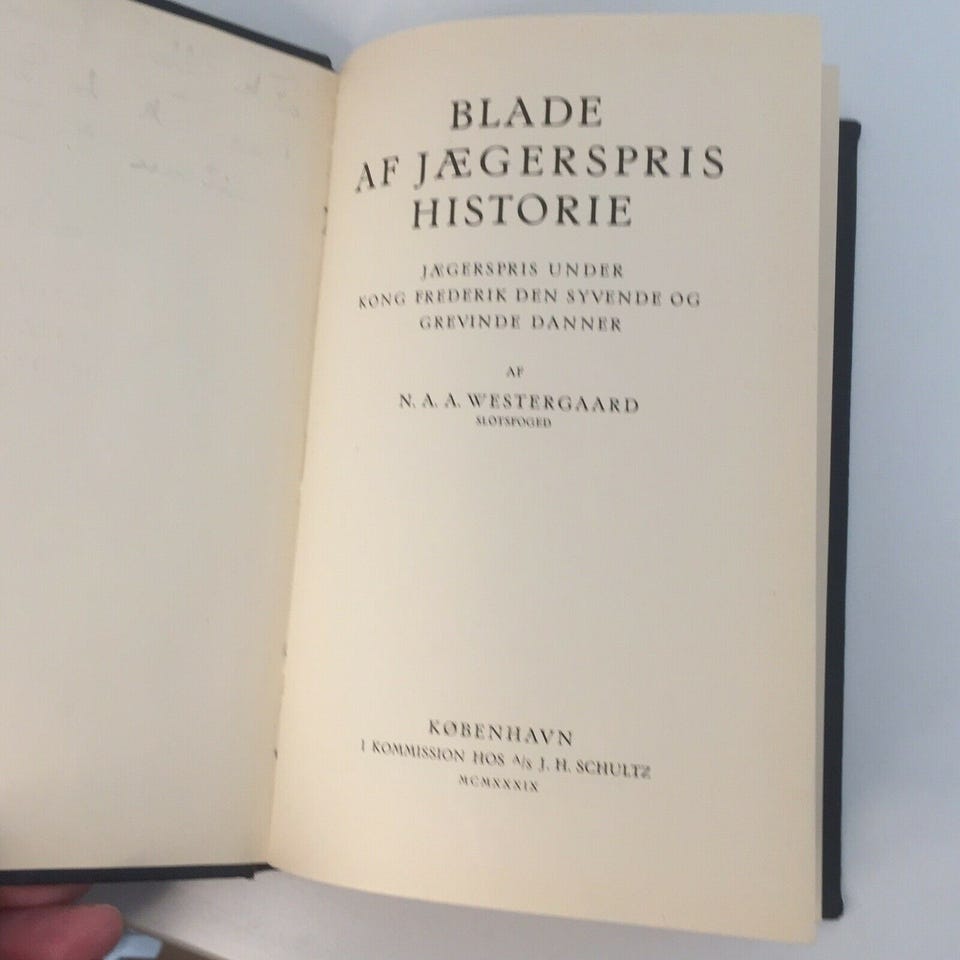 BLADE
AF JÆGERSPRIS
HISTORIE
JÆGERSPRIS UNDER
KONG FREDERIK DEN SYVENDE OG
GREVINDE DANNER
AF
N. A. A. WESTERGAARD
SLOTSFOGED
KØBENHAVN
I KOMMISSION HOS A/S J. H. SCHULTZ
MCMXXXIX